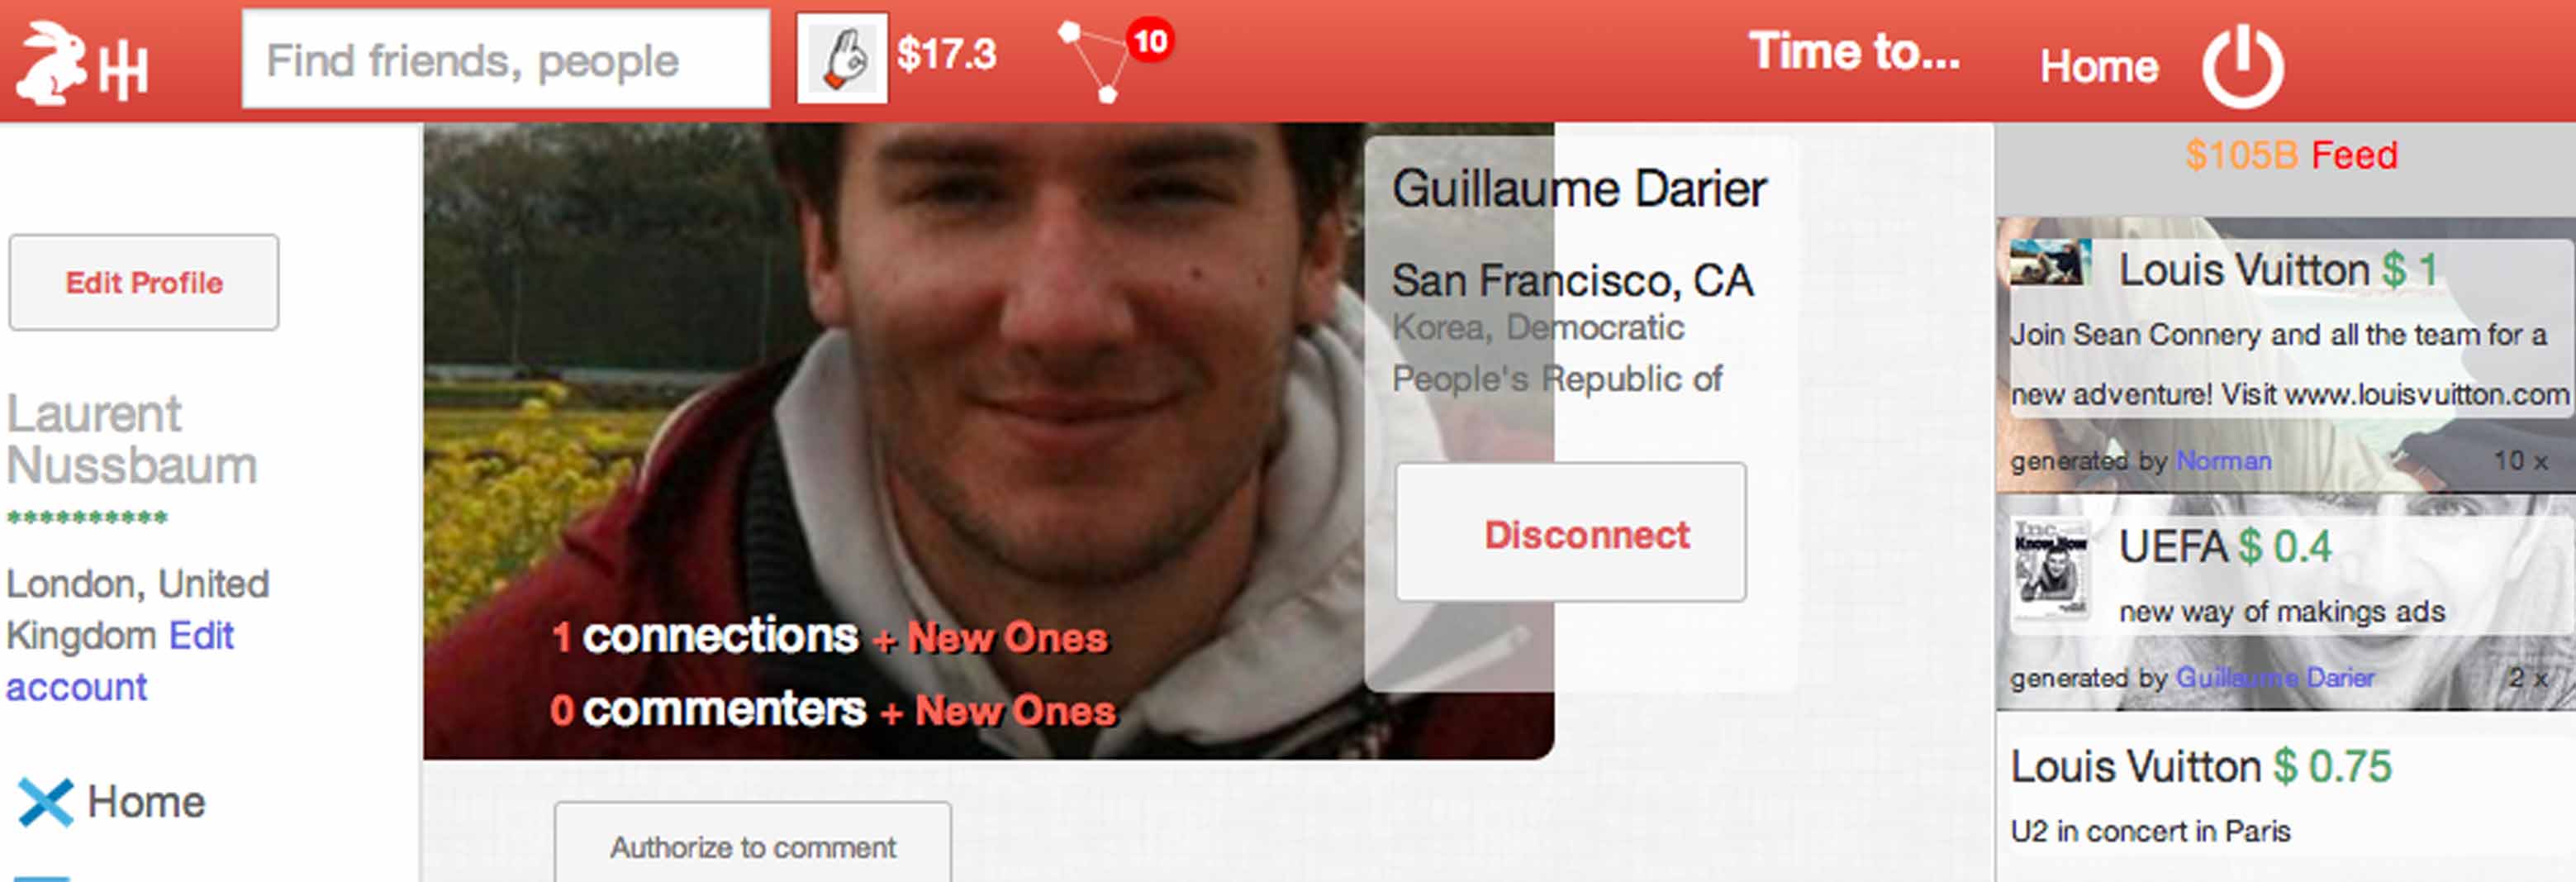 Find friends, people
$17.3
10
Time to...
Home
Edit Profile
Laurent
Nussbaum
**********
London, United
Kingdom Edit
account
Home
Guillaume Darier
San Francisco, CA
Korea, Democratic
People's Republic of
Disconnect
1 connections + New Ones
0 commenters + New Ones
Authorize to comment
$105B Feed
Louis Vuitton $ 1
Join Sean Connery and all the team for a
new adventure! Visit www.louisvuitton.com
generated by Norman
10 x
Inc.
Know-How
UEFA $ 0.4
new way of makings ads
generated by Guillaume Darier
2 x
Louis Vuitton $ 0.75
U2 in concert in Paris